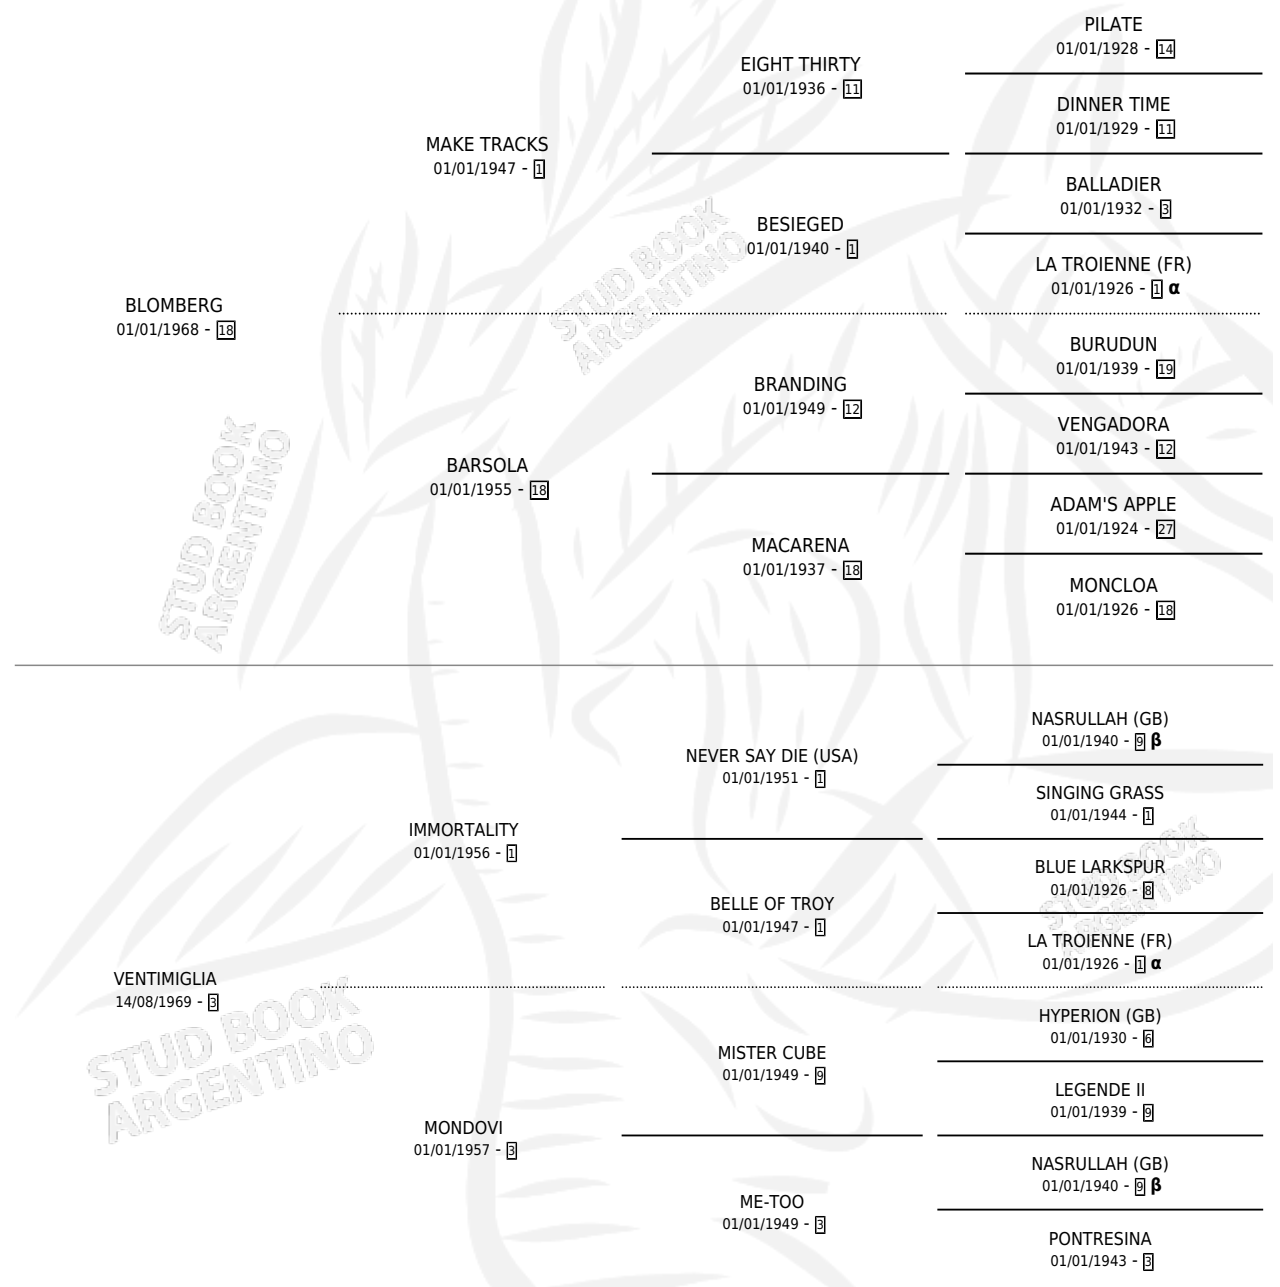 PILATE
01/01/1928 - 14
EIGHT THIRTY
01/01/1936 - 11
DINNER TIME
01/01/1929 - 11
MAKE TRACKS
01/01/1947 - 1
BALLADIER
01/01/1932 - 3
BESIEGED
01/01/1940 - 1
LA TROIENNE (FR)
01/01/1926 - 1 α
BLOMBERG
01/01/1968 - 18
BURUDUN
01/01/1939 - 19
BRANDING
01/01/1949 - 12
VENGADORA
01/01/1943 - 12
BARSOLA
01/01/1955 - 18
ADAM'S APPLE
01/01/1924 - 27
MACARENA
01/01/1937 - 18
MONCLOA
01/01/1926 - 18
NASRULLAH (GB)
01/01/1940 - 9 β
NEVER SAY DIE (USA)
01/01/1951 - 1
SINGING GRASS
01/01/1944 - 1
IMMORTALITY
01/01/1956 - 1
BLUE LARKSPUR
01/01/1926 - 8
BELLE OF TROY
01/01/1947 - 1
LA TROIENNE (FR)
01/01/1926 - 1 α
VENTIMIGLIA
14/08/1969 - 3
HYPERION (GB)
01/01/1930 - 6
MISTER CUBE
01/01/1949 - 9
LEGENDE II
01/01/1939 - 9
MONDOVI
01/01/1957 - 3
NASRULLAH (GB)
01/01/1940 - 9 β
ME-TOO
01/01/1949 - 3
PONTRESINA
01/01/1943 - 3
STUD BOOK
ARGENTINO
STUD BOOK
ARGENTINO
STUD BOOK
ARGENTINO
STUD BOOK
ARGENTINO